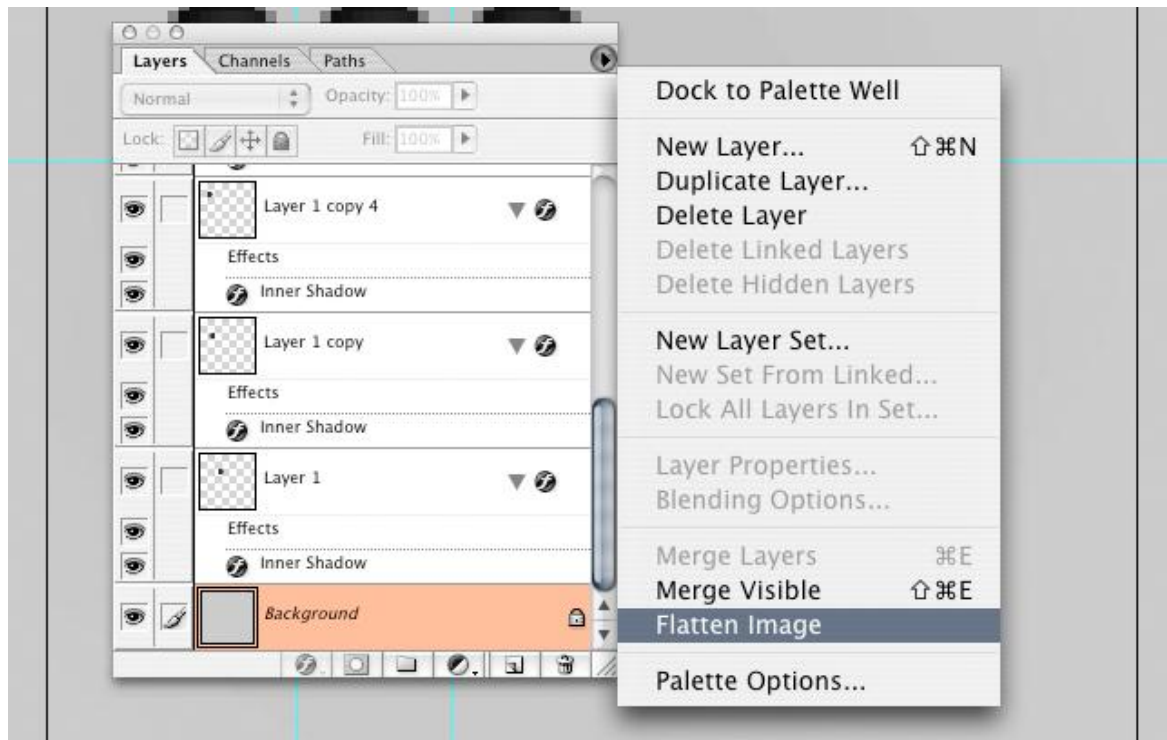 Layers Channels Paths
Normal Opacity: 100%
Lock: Fill: 100%
Layer 1 copy 4
Effects
Inner Shadow
Layer 1 copy
Effects
Inner Shadow
Layer 1
Effects
Inner Shadow
Background
Dock to Palette Well
New Layer... ⇧⌘N
Duplicate Layer...
Delete Layer
Delete Linked Layers
Delete Hidden Layers
New Layer Set...
New Set From Linked...
Lock All Layers In Set...
Layer Properties...
Blending Options...
Merge Layers ⌘E
Merge Visible ⇧⌘E
Flatten Image
Palette Options...